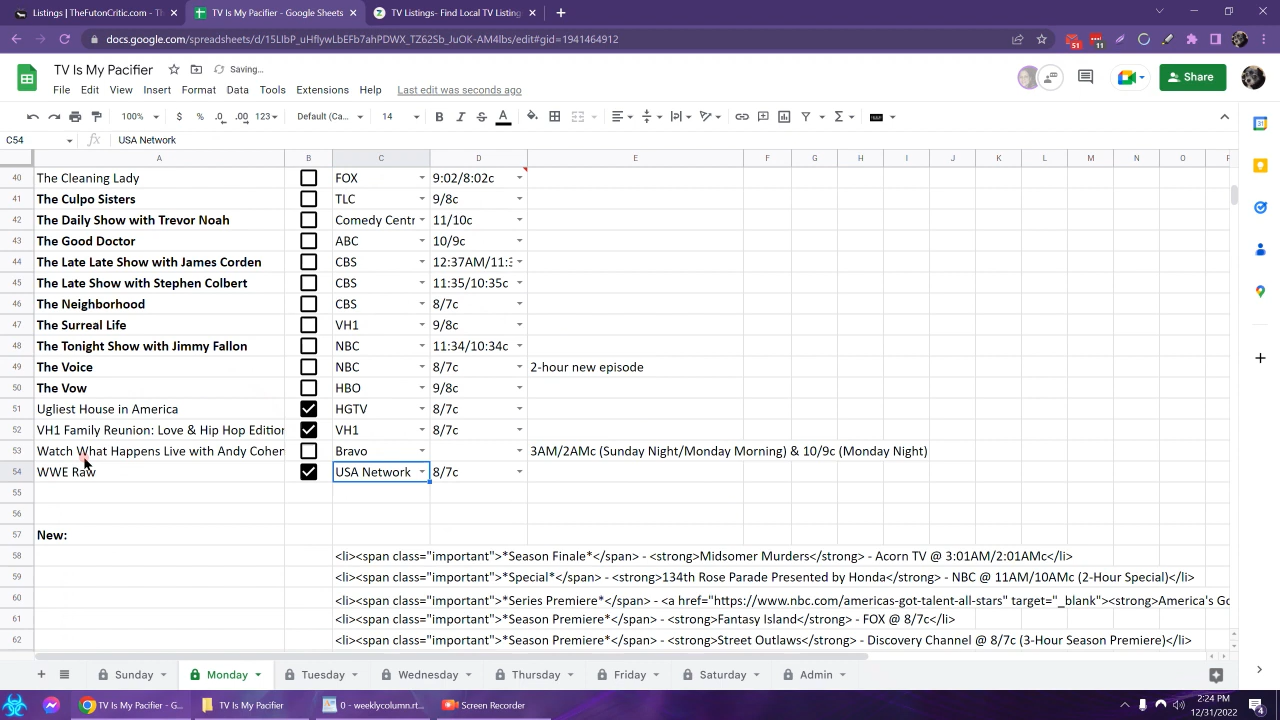 Listings | TheFutonCritic.com - Th
TV Is My Pacifier - Google Sheets
TV Listings- Find Local TV Listing
docs.google.com/spreadsheets/d/15LIbP_uHflywLbEFb7ahPDWX_TZ62Sb_JuOK-AM4lbs/edit#gid=1941464912
51
11
TV Is My Pacifier
Saving...
File Edit View Insert Format Data Tools Extensions Help Last edit was seconds ago
Share
100% $ % .0 .00 123 Default (Ca... 14
C54 fx USA Network
A B C D E F G H I J K L M N O
40 The Cleaning Lady FOX 9:02/8:02c
41 The Culpo Sisters TLC 9/8c
42 The Daily Show with Trevor Noah Comedy Centr 11/10c
43 The Good Doctor ABC 10/9c
44 The Late Late Show with James Corden CBS 12:37AM/11:3
45 The Late Show with Stephen Colbert CBS 11:35/10:35c
46 The Neighborhood CBS 8/7c
47 The Surreal Life VH1 9/8c
48 The Tonight Show with Jimmy Fallon NBC 11:34/10:34c
49 The Voice NBC 8/7c 2-hour new episode
50 The Vow HBO 9/8c
51 Ugliest House in America HGTV 8/7c
52 VH1 Family Reunion: Love & Hip Hop Edition VH1 8/7c
53 Watch What Happens Live with Andy Cohen Bravo 3AM/2AMc (Sunday Night/Monday Morning) & 10/9c (Monday Night)
54 WWE Raw USA Network 8/7c
55
56
57 New:
58 <li><span class="important">*Season Finale*</span> - <strong>Midsomer Murders</strong> - Acorn TV @ 3:01AM/2:01AMc</li>
59 <li><span class="important">*Special*</span> - <strong>134th Rose Parade Presented by Honda</strong> - NBC @ 11AM/10AMc (2-Hour Special)</li>
60 <li><span class="important">*Series Premiere*</span> - <a href="https://www.nbc.com/americas-got-talent-all-stars" target="_blank"><strong>America's Go
61 <li><span class="important">*Season Premiere*</span> - <strong>Fantasy Island</strong> - FOX @ 8/7c</li>
62 <li><span class="important">*Season Premiere*</span> - <strong>Street Outlaws</strong> - Discovery Channel @ 8/7c (3-Hour Season Premiere)</li>
Sunday Monday Tuesday Wednesday Thursday Friday Saturday Admin
TV Is My Pacifier - G...
TV Is My Pacifier
0 - weeklycolumn.rt...
Screen Recorder
2:24 PM
12/31/2022
4